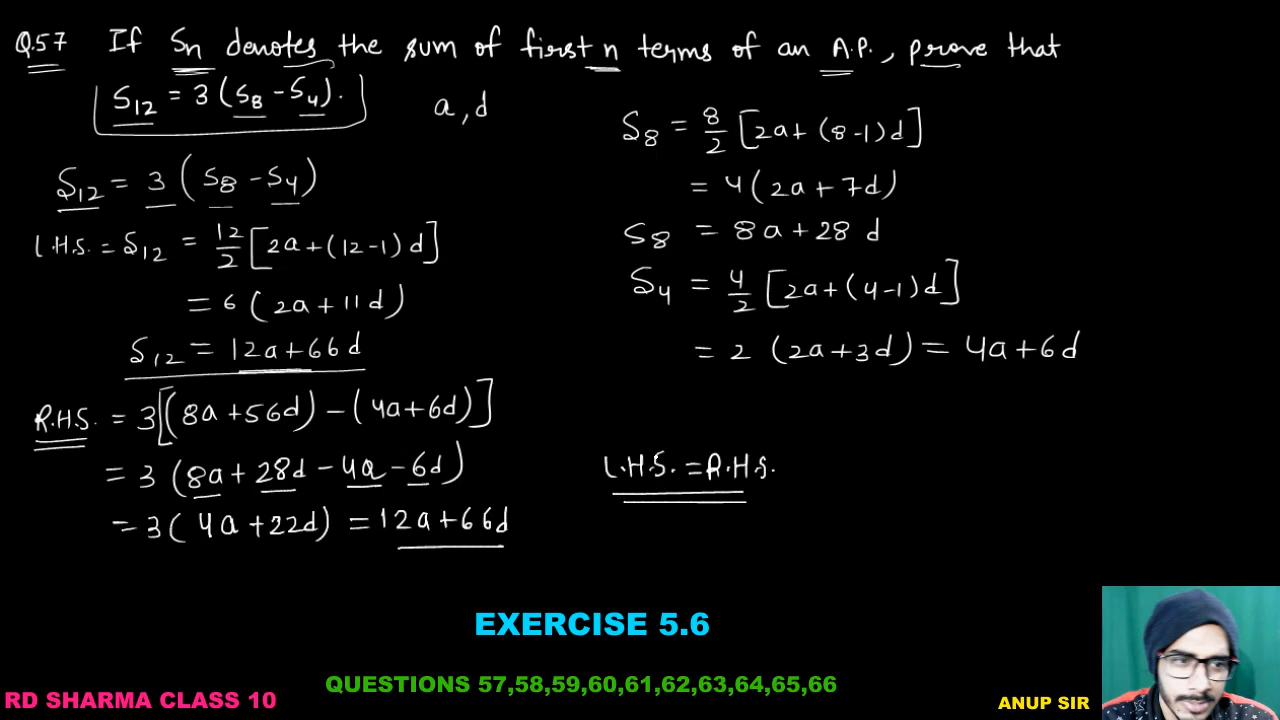 Q.57 If Sn denotes the sum of first n terms of an A.P., prove that
S12 = 3 (S8 - S4).
a, d
S12 = 3 ( S8 - S4)
L.H.S. = S12 = 12/2 [2a + (12-1) d]
= 6 ( 2a + 11 d)
S12 = 12a + 66 d
R.H.S. = 3[(8a + 56d) - (4a + 6d)]
= 3 (8a + 28d - 4a - 6d)
= 3( 4a + 22d) = 12a + 66d
S8 = 8/2 [2a + (8-1)d]
= 4 ( 2a + 7d)
S8 = 8a + 28 d
S4 = 4/2 [2a + (4-1)d]
= 2 (2a + 3d) = 4a + 6d
L.H.S. = R.H.S.
EXERCISE 5.6
QUESTIONS 57,58,59,60,61,62,63,64,65,66
RD SHARMA CLASS 10
ANUP SIR